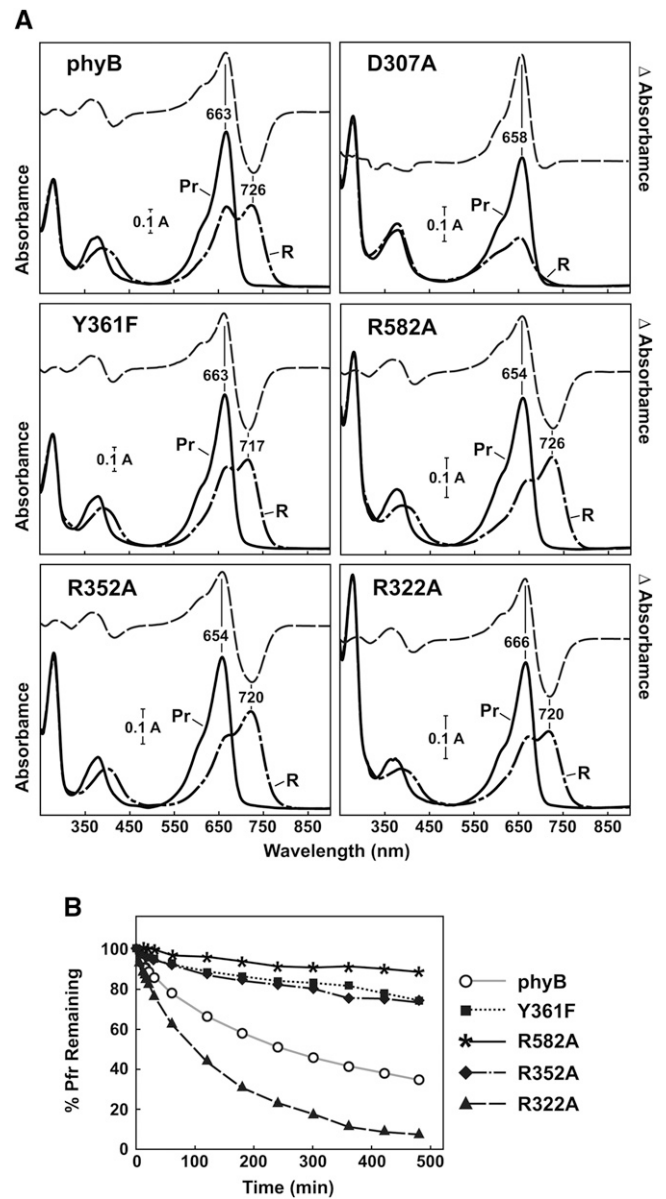 A
phyB
663
726
Pr
R
0.1 A
Absorbamce
D307A
658
Pr
R
0.1 A
Δ Absorbamce
Y361F
663
717
Pr
R
0.1 A
Absorbamce
R582A
654
726
Pr
R
0.1 A
Δ Absorbamce
R352A
654
720
Pr
R
0.1 A
Absorbamce
R322A
666
720
Pr
R
0.1 A
Δ Absorbamce
350 450 550 650 750 850
350 450 550 650 750 850
Wavelength (nm)
B
% Pfr Remaining
100
80
60
40
20
0
0 100 200 300 400 500
Time (min)
phyB
Y361F
R582A
R352A
R322A